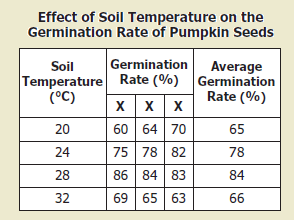 Effect of Soil Temperature on the
Germination Rate of Pumpkin Seeds
Soil
Temperature
(°C)
Germination
Rate (%)
Average
Germination
Rate (%)
X X X
20 60 64 70 65
24 75 78 82 78
28 86 84 83 84
32 69 65 63 66